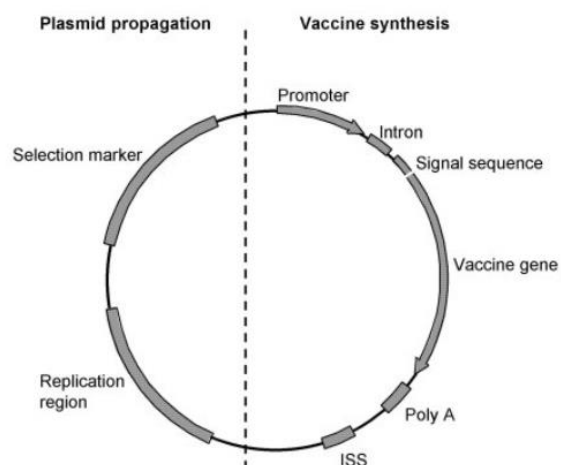 Plasmid propagation
Vaccine synthesis
Promoter
Intron
Signal sequence
Selection marker
Vaccine gene
Replication
region
Poly A
ISS